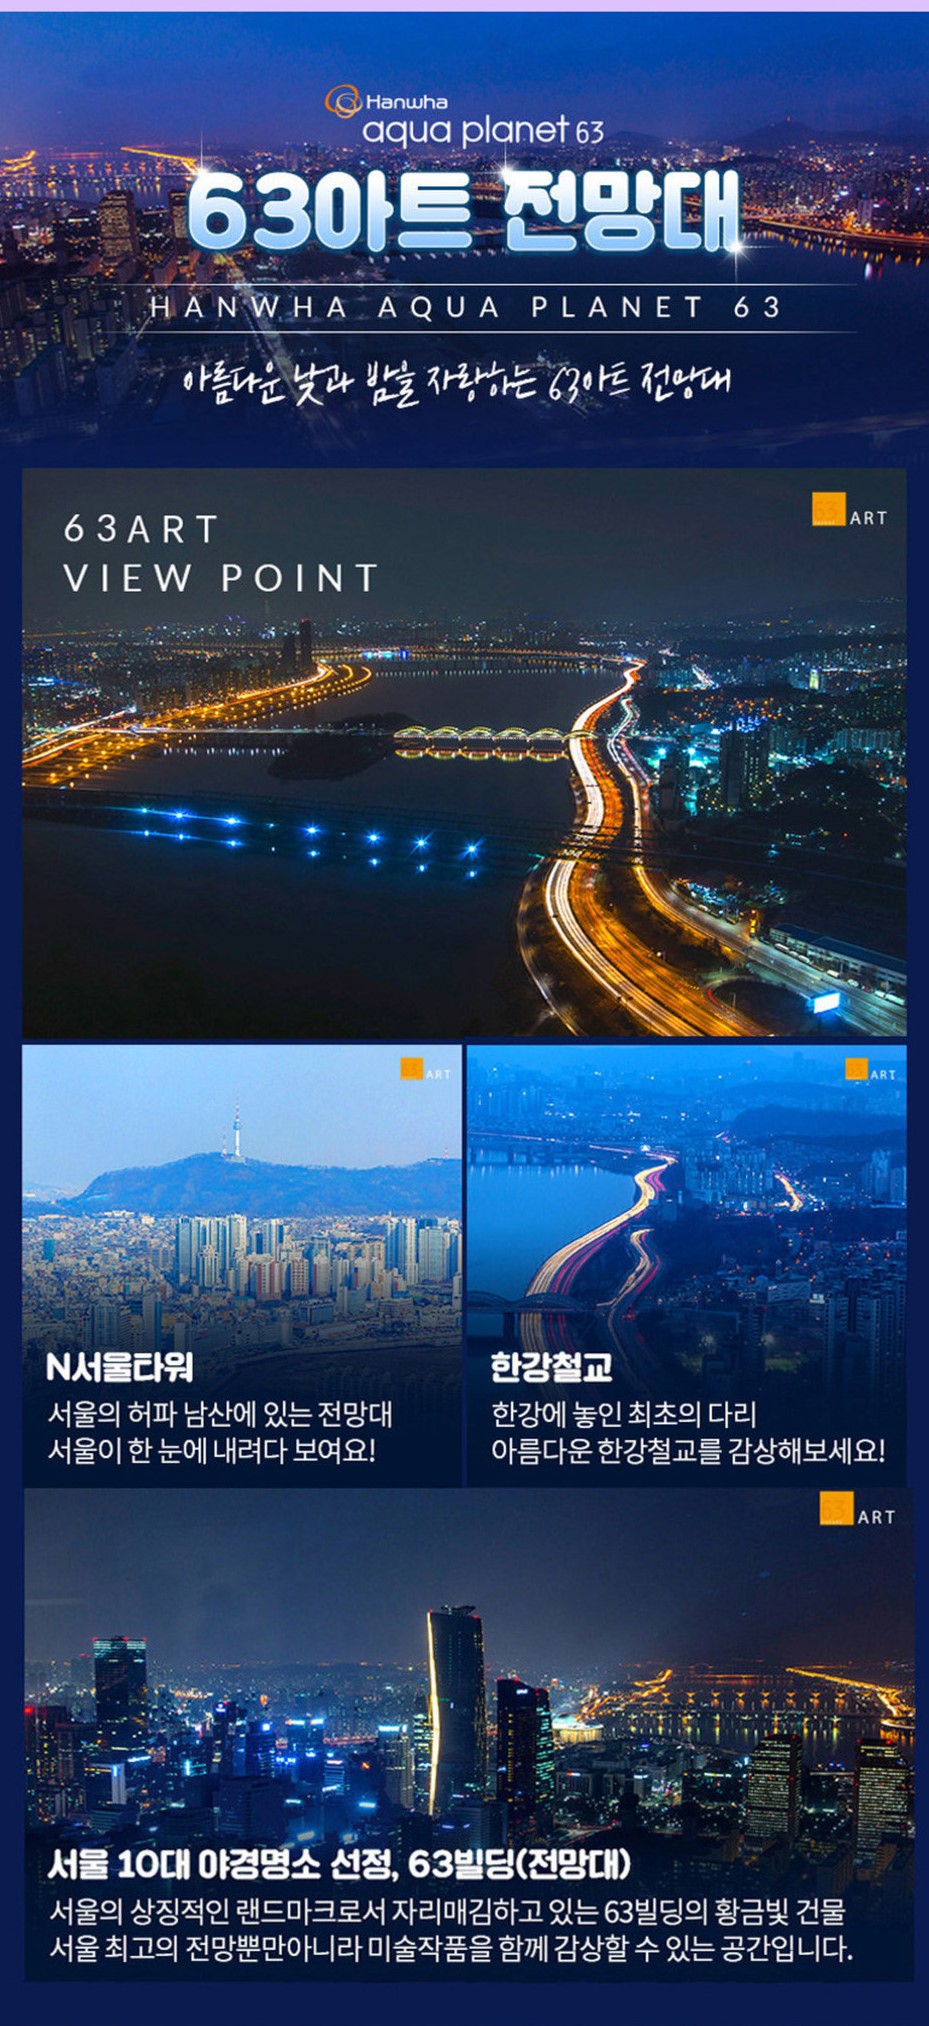 Hanwha
aqua planet 63
63아트 전망대
HANWHA AQUA PLANET 63
아름다운 낮과 밤을 자랑하는 63아트 전망대
63ART
VIEW POINT
63 ART
63 ART
63 ART
N서울타워
서울의 허파 남산에 있는 전망대
서울이 한 눈에 내려다 보여요!
한강철교
한강에 놓인 최초의 다리
아름다운 한강철교를 감상해보세요!
63 ART
서울 10대 야경명소 선정, 63빌딩(전망대)
서울의 상징적인 랜드마크로서 자리매김하고 있는 63빌딩의 황금빛 건물
서울 최고의 전망뿐만아니라 미술작품을 함께 감상할 수 있는 공간입니다.